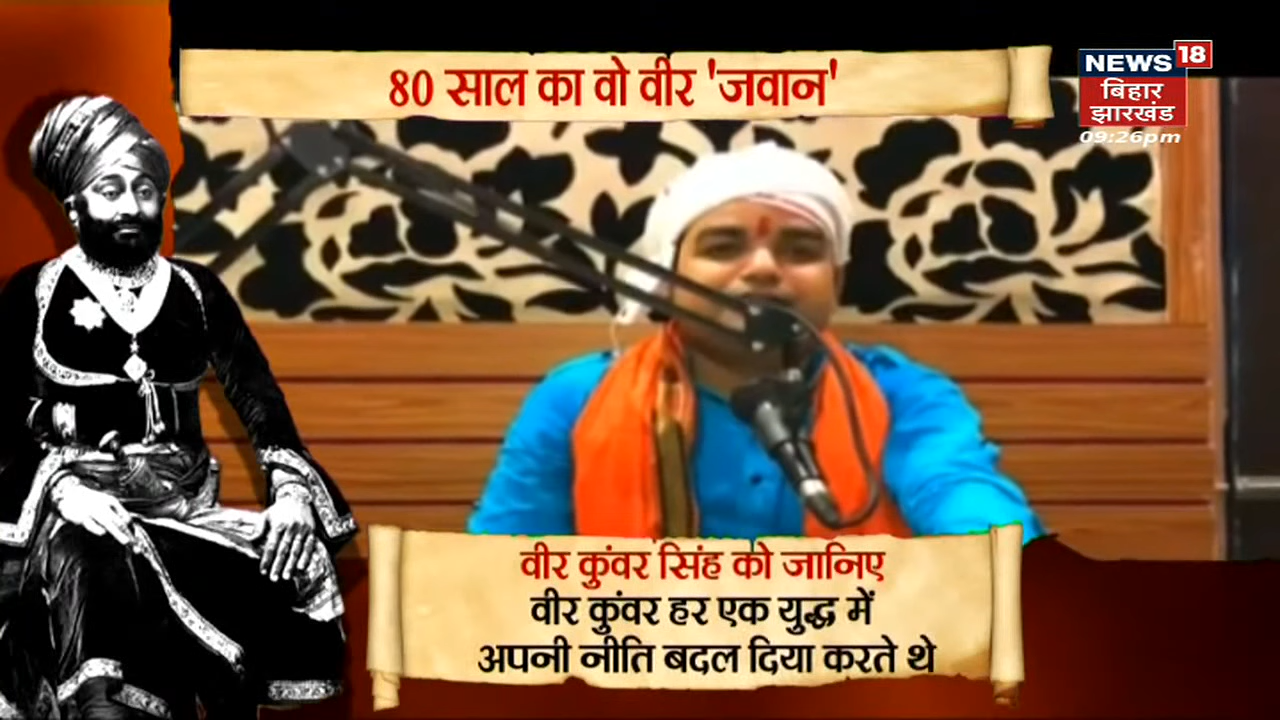 80 साल का वो वीर 'जवान'
NEWS 18
बिहार
झारखंड
09:26pm
वीर कुंवर सिंह को जानिए
वीर कुंवर हर एक युद्ध में
अपनी नीति बदल दिया करते थे